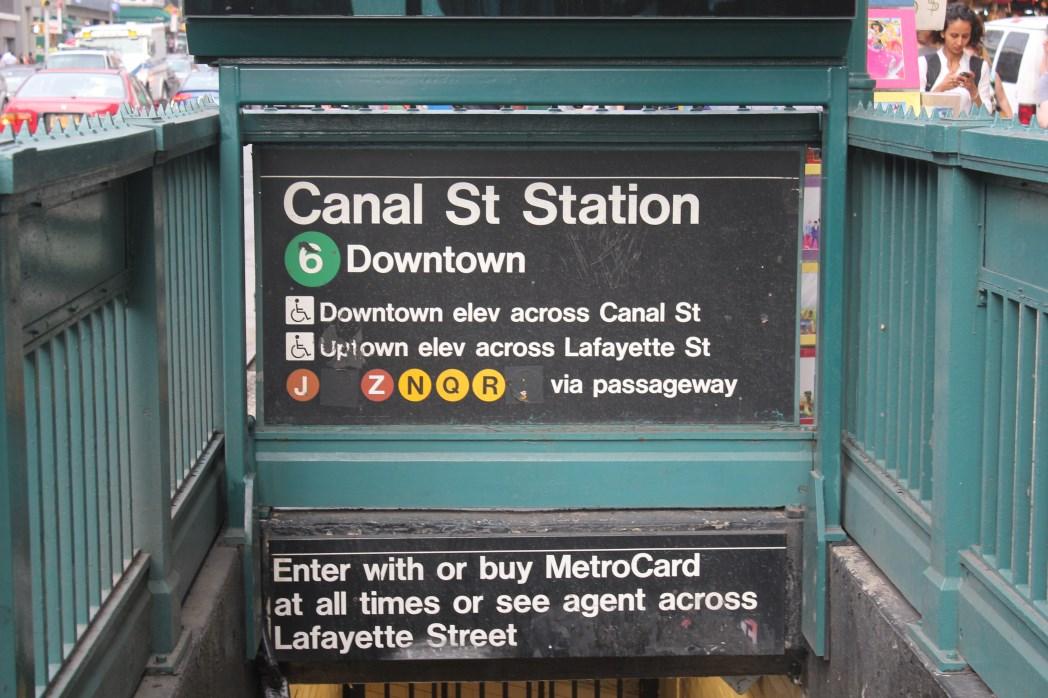 Canal St Station
6 Downtown
Downtown elev across Canal St
Uptown elev across Lafayette St
J Z N Q R via passageway
Enter with or buy MetroCard
at all times or see agent across
Lafayette Street